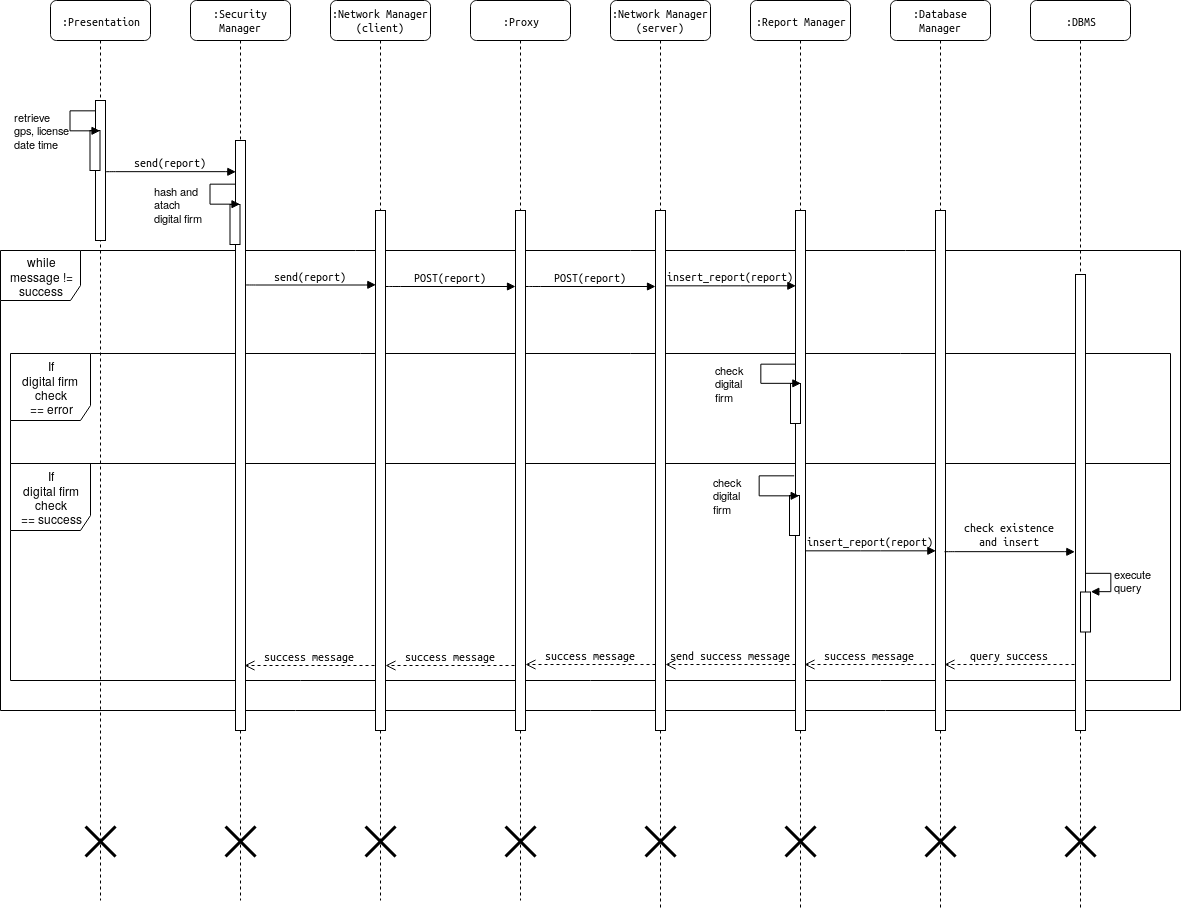 :Presentation
:Security
Manager
:Network Manager
(client)
:Proxy
:Network Manager
(server)
:Report Manager
:Database
Manager
:DBMS
retrieve
gps, license
date time
send(report)
hash and
atach
digital firm
while
message !=
success
send(report)
POST(report)
POST(report)
insert_report(report)
If
digital firm
check
== error
check
digital
firm
If
digital firm
check
== success
check
digital
firm
insert_report(report)
check existence
and insert
execute
query
success message
success message
success message
send success message
success message
query success